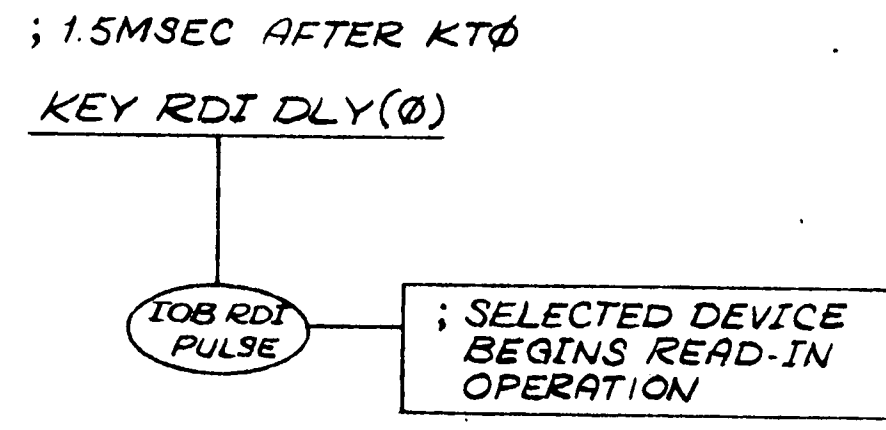 ; 1.5MSEC AFTER KTØ
KEY RDI DLY(Ø)
IOB RDI
PULSE
; SELECTED DEVICE
BEGINS READ-IN
OPERATION